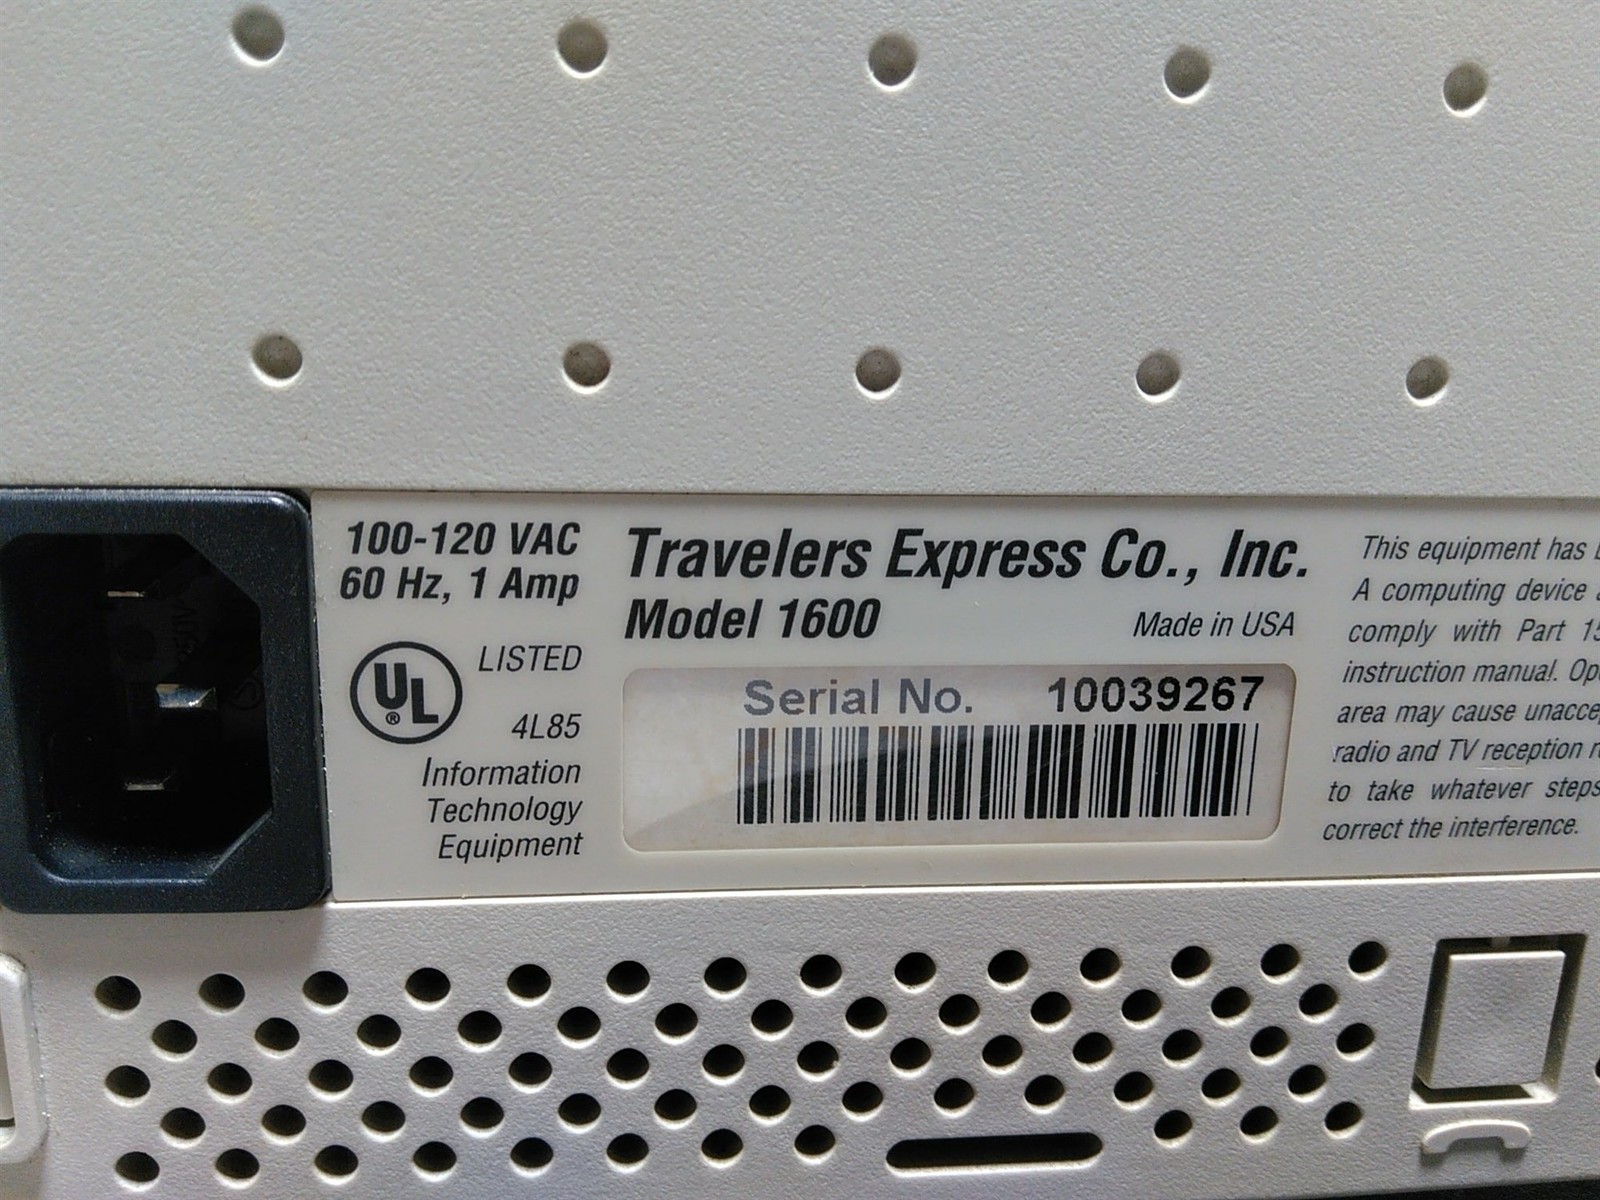 100-120 VAC
60 Hz, 1 Amp
UL
®
LISTED
4L85
Information
Technology
Equipment
Travelers Express Co., Inc.
Model 1600
Made in USA
Serial No. 10039267
This equipment has
A computing device
comply with Part 15
instruction manual.
area may cause
radio and TV reception
to take whatever steps
correct the interference.